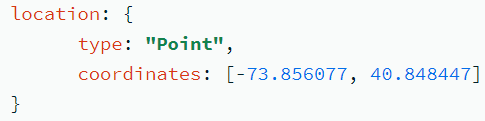 location: {
type: "Point",
coordinates: [-73.856077, 40.848447]
}